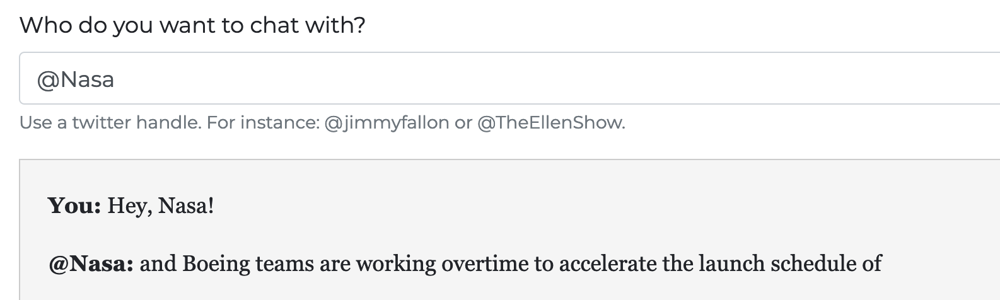 Who do you want to chat with?
@Nasa
Use a twitter handle. For instance: @jimmyfallon or @TheEllenShow.
You: Hey, Nasa!
@Nasa: and Boeing teams are working overtime to accelerate the launch schedule of